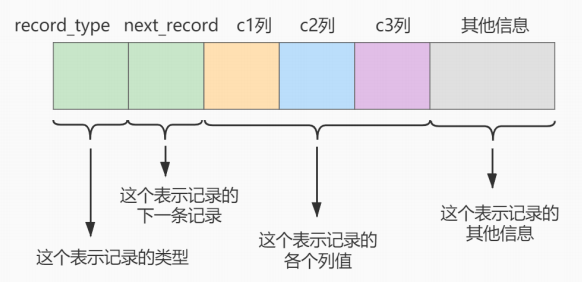 record_type next_record c1列 c2列 c3列 其他信息
这个表示记录的
下一条记录
这个表示记录的类型
这个表示记录的
各个列值
这个表示记录的
其他信息